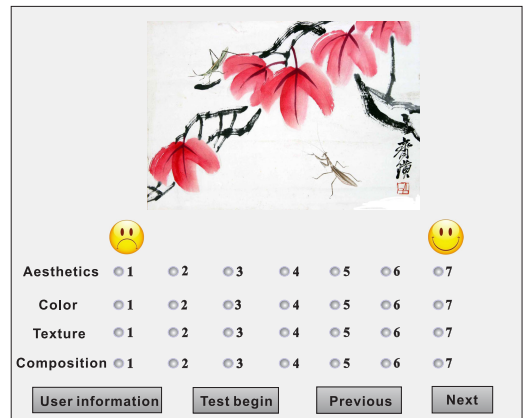 齊璜
Aesthetics 1 2 3 4 5 6 7
Color 1 2 3 4 5 6 7
Texture 1 2 3 4 5 6 7
Composition 1 2 3 4 5 6 7
User information Test begin Previous Next